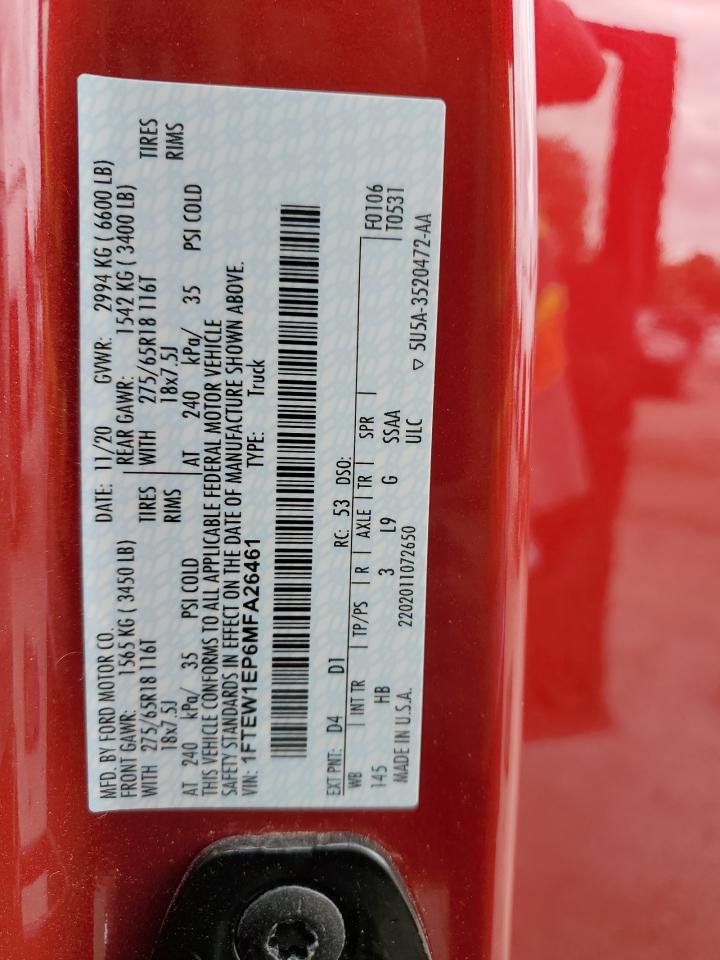 MFD. BY FORD MOTOR CO. DATE: 11/20 GVWR: 2994 KG ( 6600 LB)
FRONT GAWR: 1565 KG ( 3450 LB) REAR GAWR: 1542 KG ( 3400 LB)
WITH 275/65R18 116T TIRES WITH 275/65R18 116T TIRES
18x7.5J RIMS 18x7.5J RIMS
AT 240 kPa/ 35 PSI COLD AT 240 kPa/ 35 PSI COLD
THIS VEHICLE CONFORMS TO ALL APPLICABLE FEDERAL MOTOR VEHICLE
SAFETY STANDARDS IN EFFECT ON THE DATE OF MANUFACTURE SHOWN ABOVE.
VIN: 1FTEW1EP6MFA26461 TYPE: Truck
EXT PNT: D4 D1 RC: 53 DSO:
WB INT TR TP/PS R AXLE TR SPR F0106
145 HB 3 L9 G SSAA T0531
MADE IN U.S.A. 2202011072650 ULC ▽ 5U5A-3520472-AA